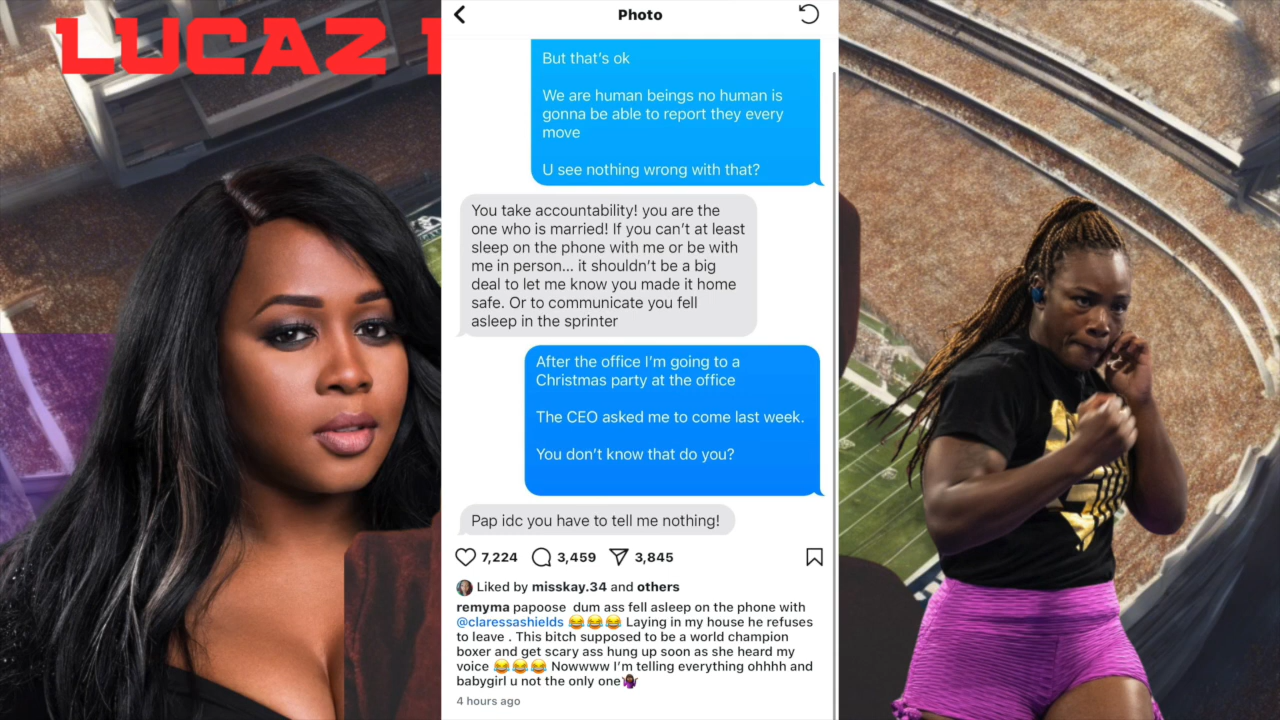 LUCAZ
Photo
But that's ok
We are human beings no human is
gonna be able to report they every
move
U see nothing wrong with that?
You take accountability! you are the
one who is married! If you can't at least
sleep on the phone with me or be with
me in person... it shouldn't be a big
deal to let me know you made it home
safe. Or to communicate you fell
asleep in the sprinter
After the office I'm going to a
Christmas party at the office
The CEO asked me to come last week.
You don't know that do you?
Pap idc you have to tell me nothing!
7,224 3,459 3,845
Liked by misskay.34 and others
remyma papoose dum ass fell asleep on the phone with
@claressashields 😂😂😂 Laying in my house he refuses
to leave . This bitch supposed to be a world champion
boxer and get scary ass hung up soon as she heard my
voice 😂😂😂 Nowwww I'm telling everything ohhhh and
babygirl u not the only one🤷🏾‍♀️
4 hours ago